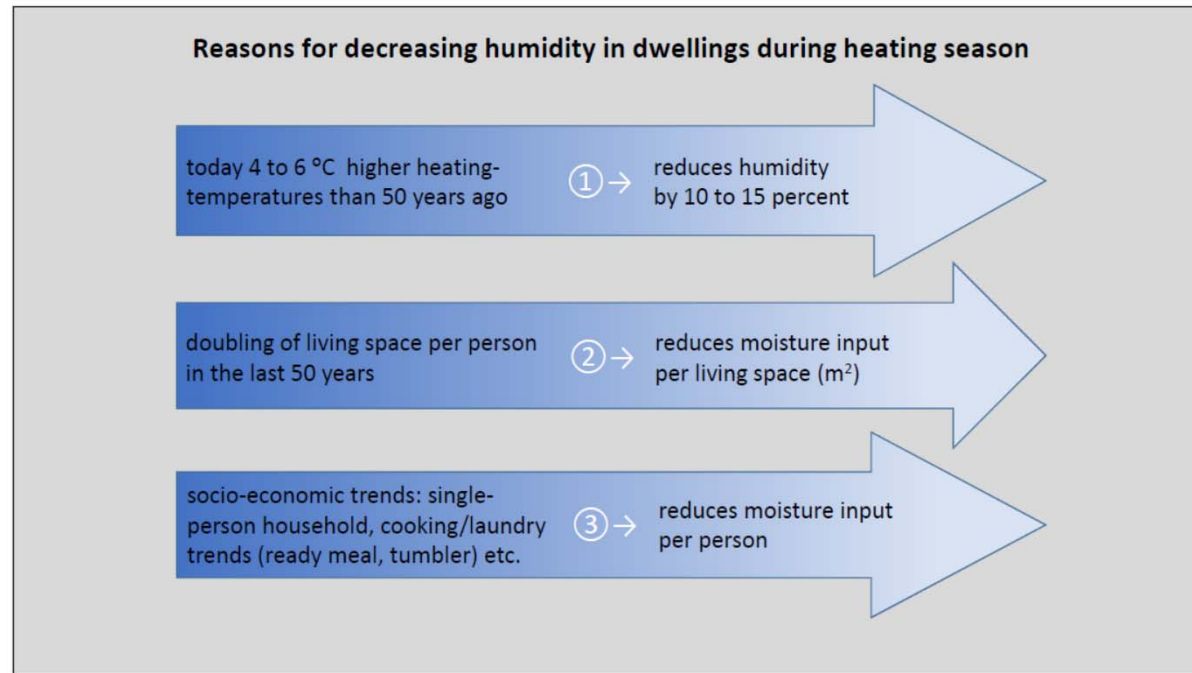 Reasons for decreasing humidity in dwellings during heating season
today 4 to 6 °C higher heating-
temperatures than 50 years ago
① →
reduces humidity
by 10 to 15 percent
doubling of living space per person
in the last 50 years
② →
reduces moisture input
per living space (m²)
socio-economic trends: single-
person household, cooking/laundry
trends (ready meal, tumbler) etc.
③ →
reduces moisture input
per person